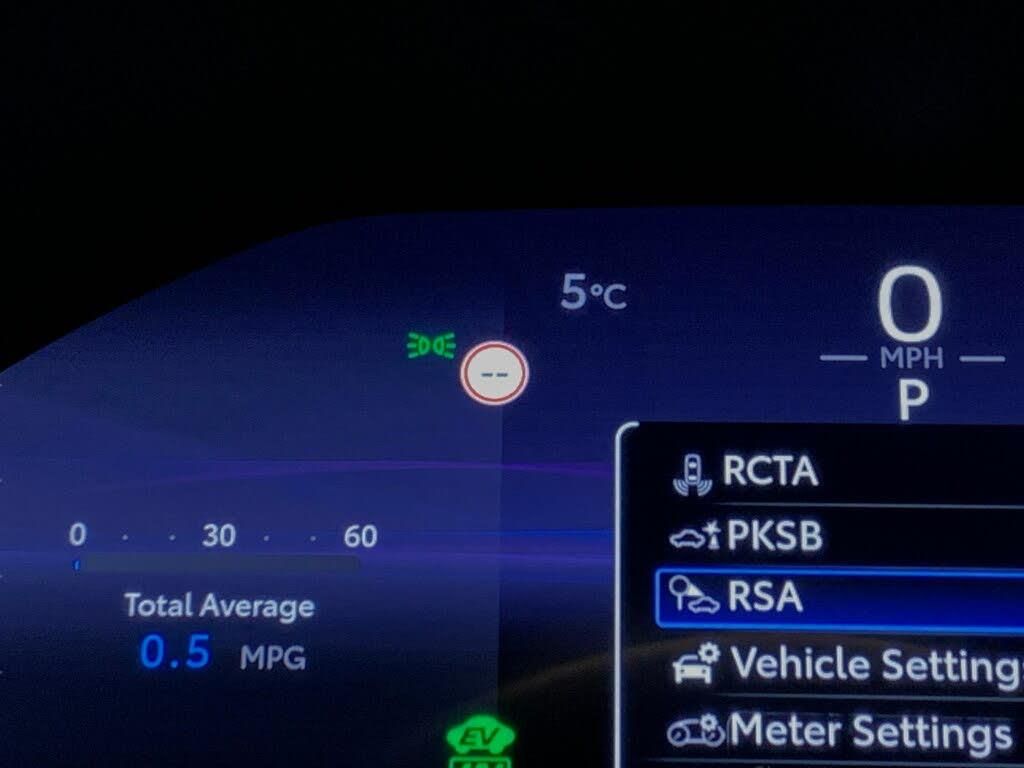 5°C
0
MPH
P
--
RCTA
PKSB
RSA
Vehicle Settings
Meter Settings
0 · · 30 · · 60
Total Average
0.5 MPG
EV